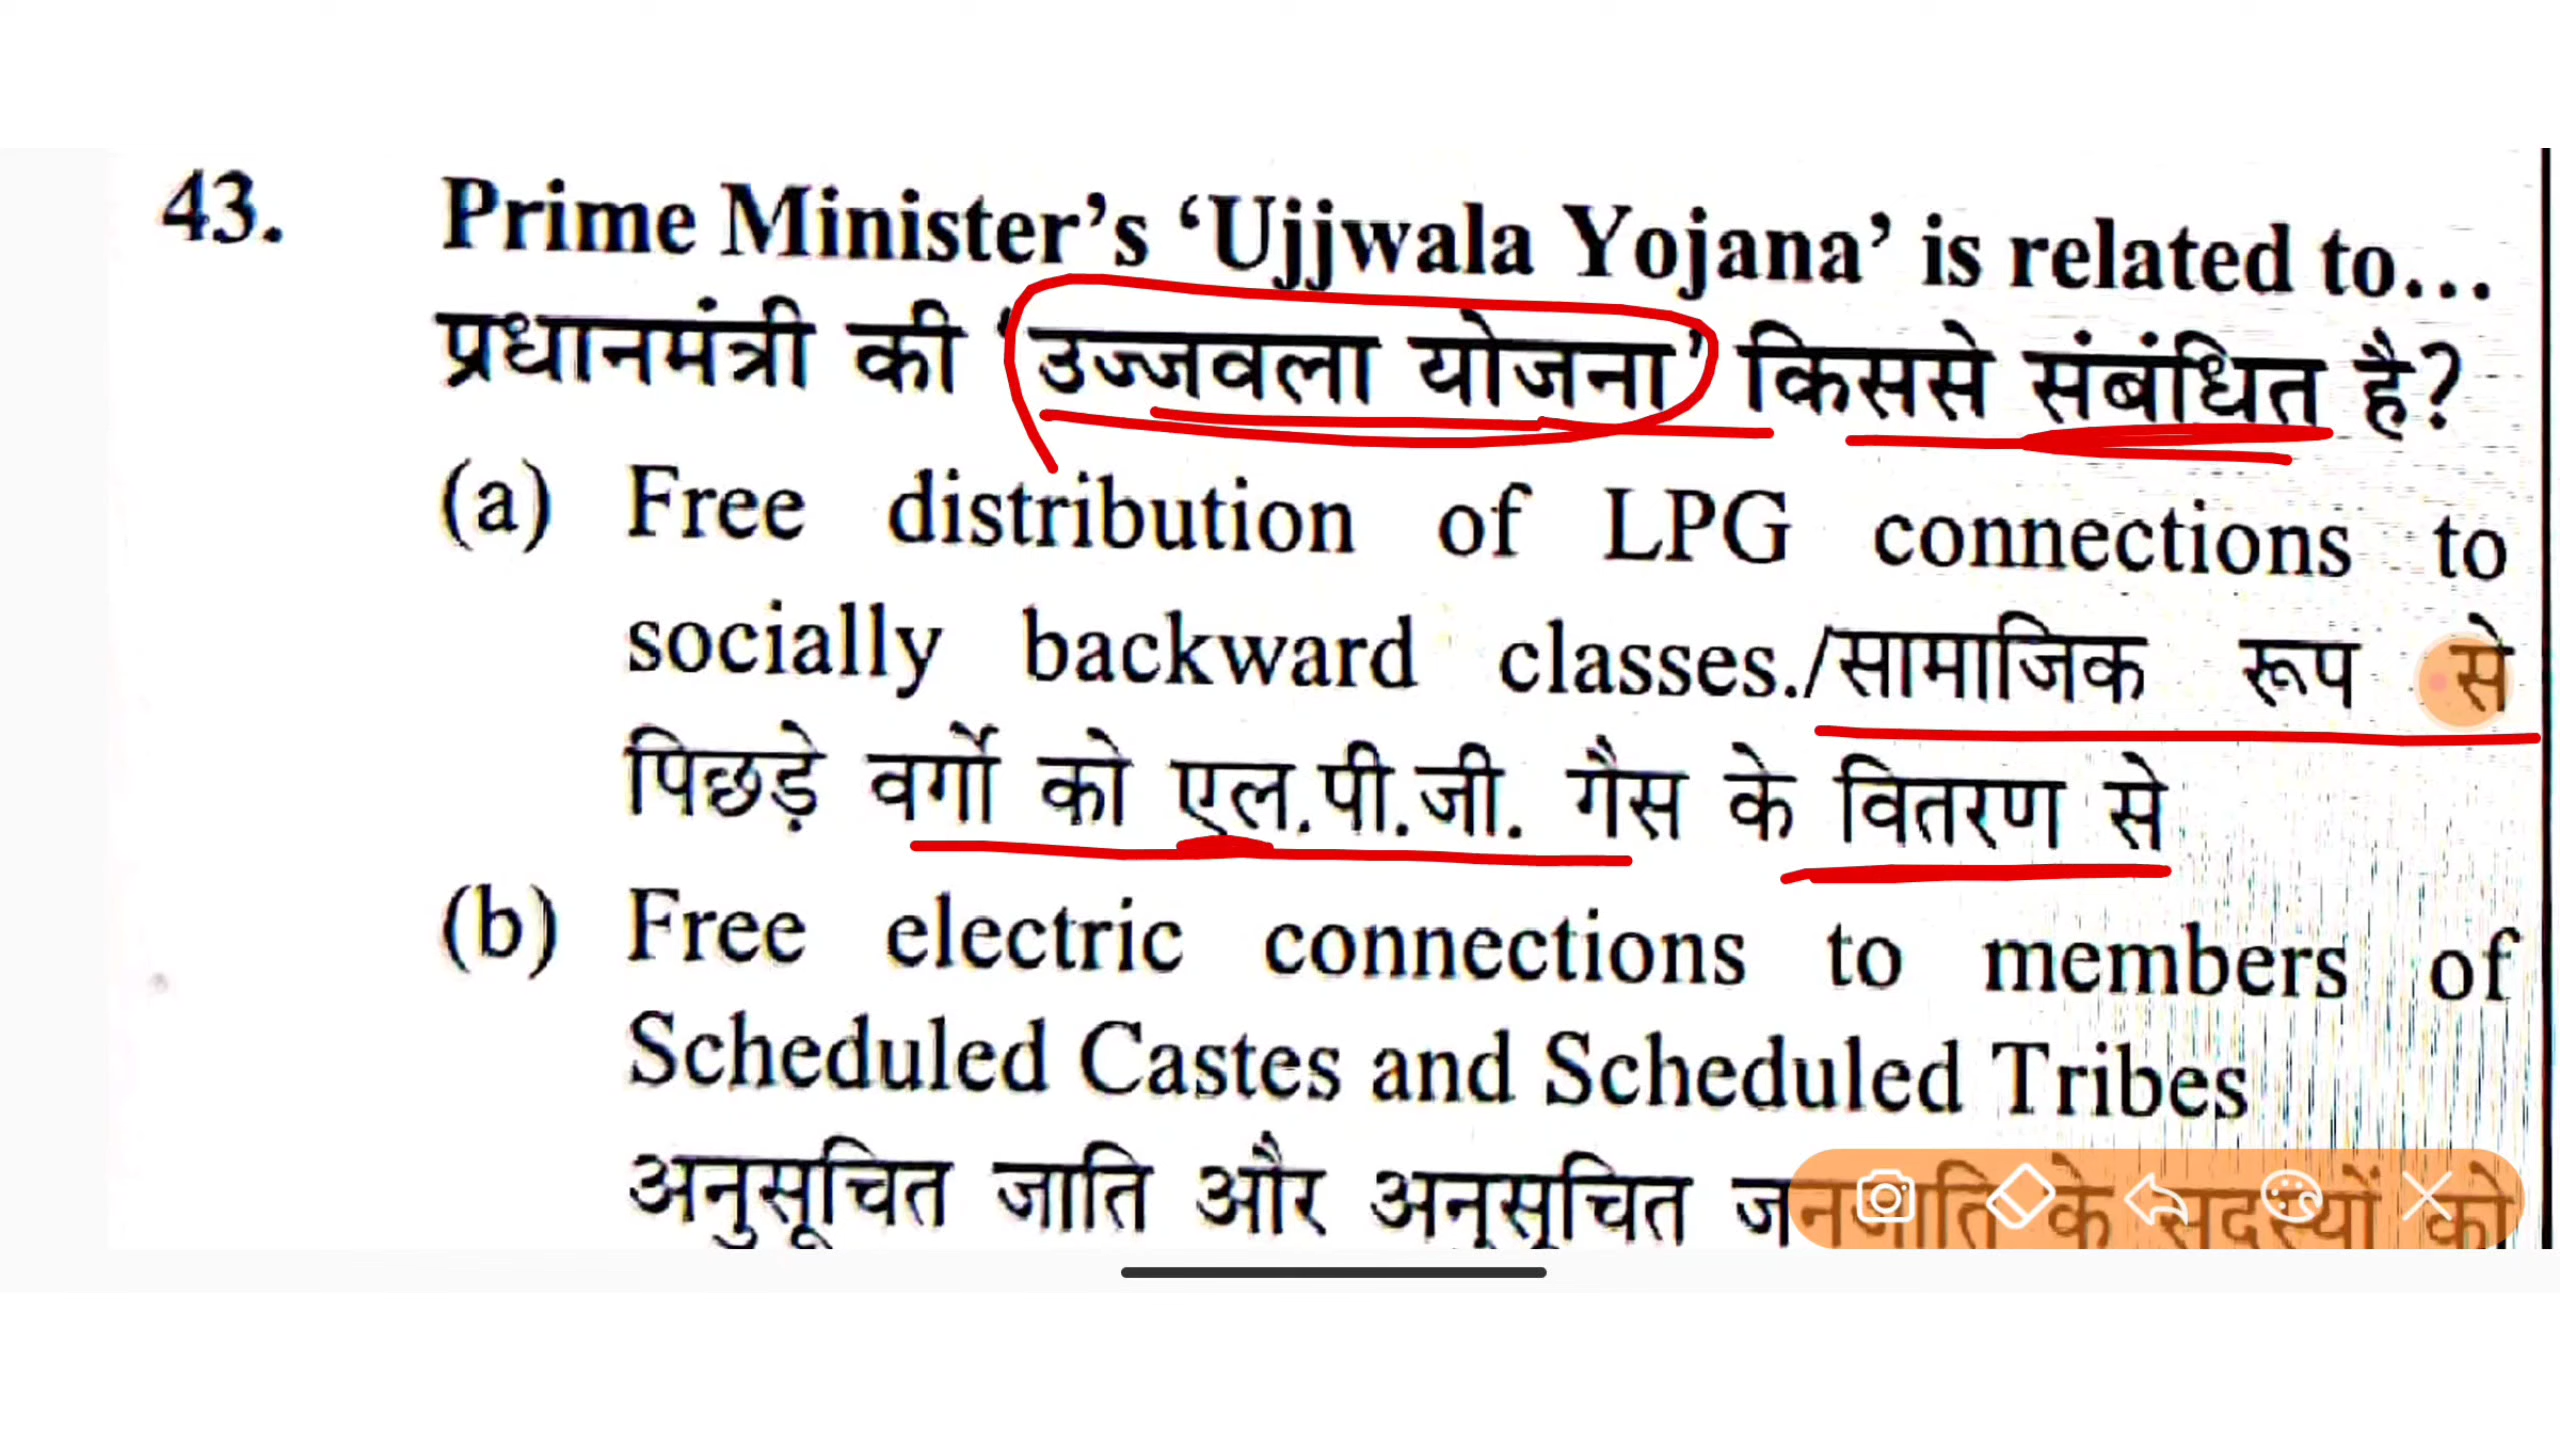 43. Prime Minister’s ‘Ujjwala Yojana’ is related to...
प्रधानमंत्री की ‘उज्जवला योजना’ किससे संबंधित है?
(a) Free distribution of LPG connections to
socially backward classes./सामाजिक रूप से
पिछड़े वर्गो को एल.पी.जी. गैस के वितरण से
(b) Free electric connections to members of
Scheduled Castes and Scheduled Tribes
अनुसूचित जाति और अनुसूचित जनजाति के सदस्यों को